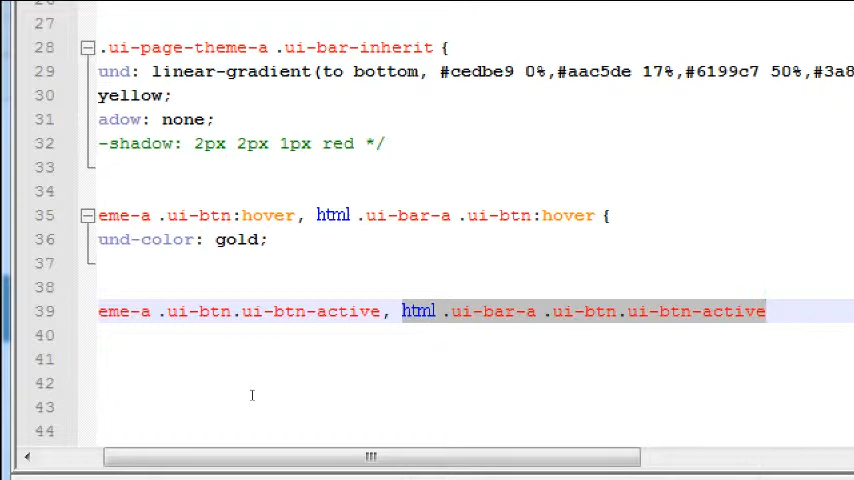 27
28 .ui-page-theme-a .ui-bar-inherit {
29 und: linear-gradient(to bottom, #cedbe9 0%,#aac5de 17%,#6199c7 50%,#3a8
30 yellow;
31 adow: none;
32 -shadow: 2px 2px 1px red */
33
34
35 eme-a .ui-btn:hover, html .ui-bar-a .ui-btn:hover {
36 und-color: gold;
37
38
39 eme-a .ui-btn.ui-btn-active, html .ui-bar-a .ui-btn.ui-btn-active
40
41
42
43
44